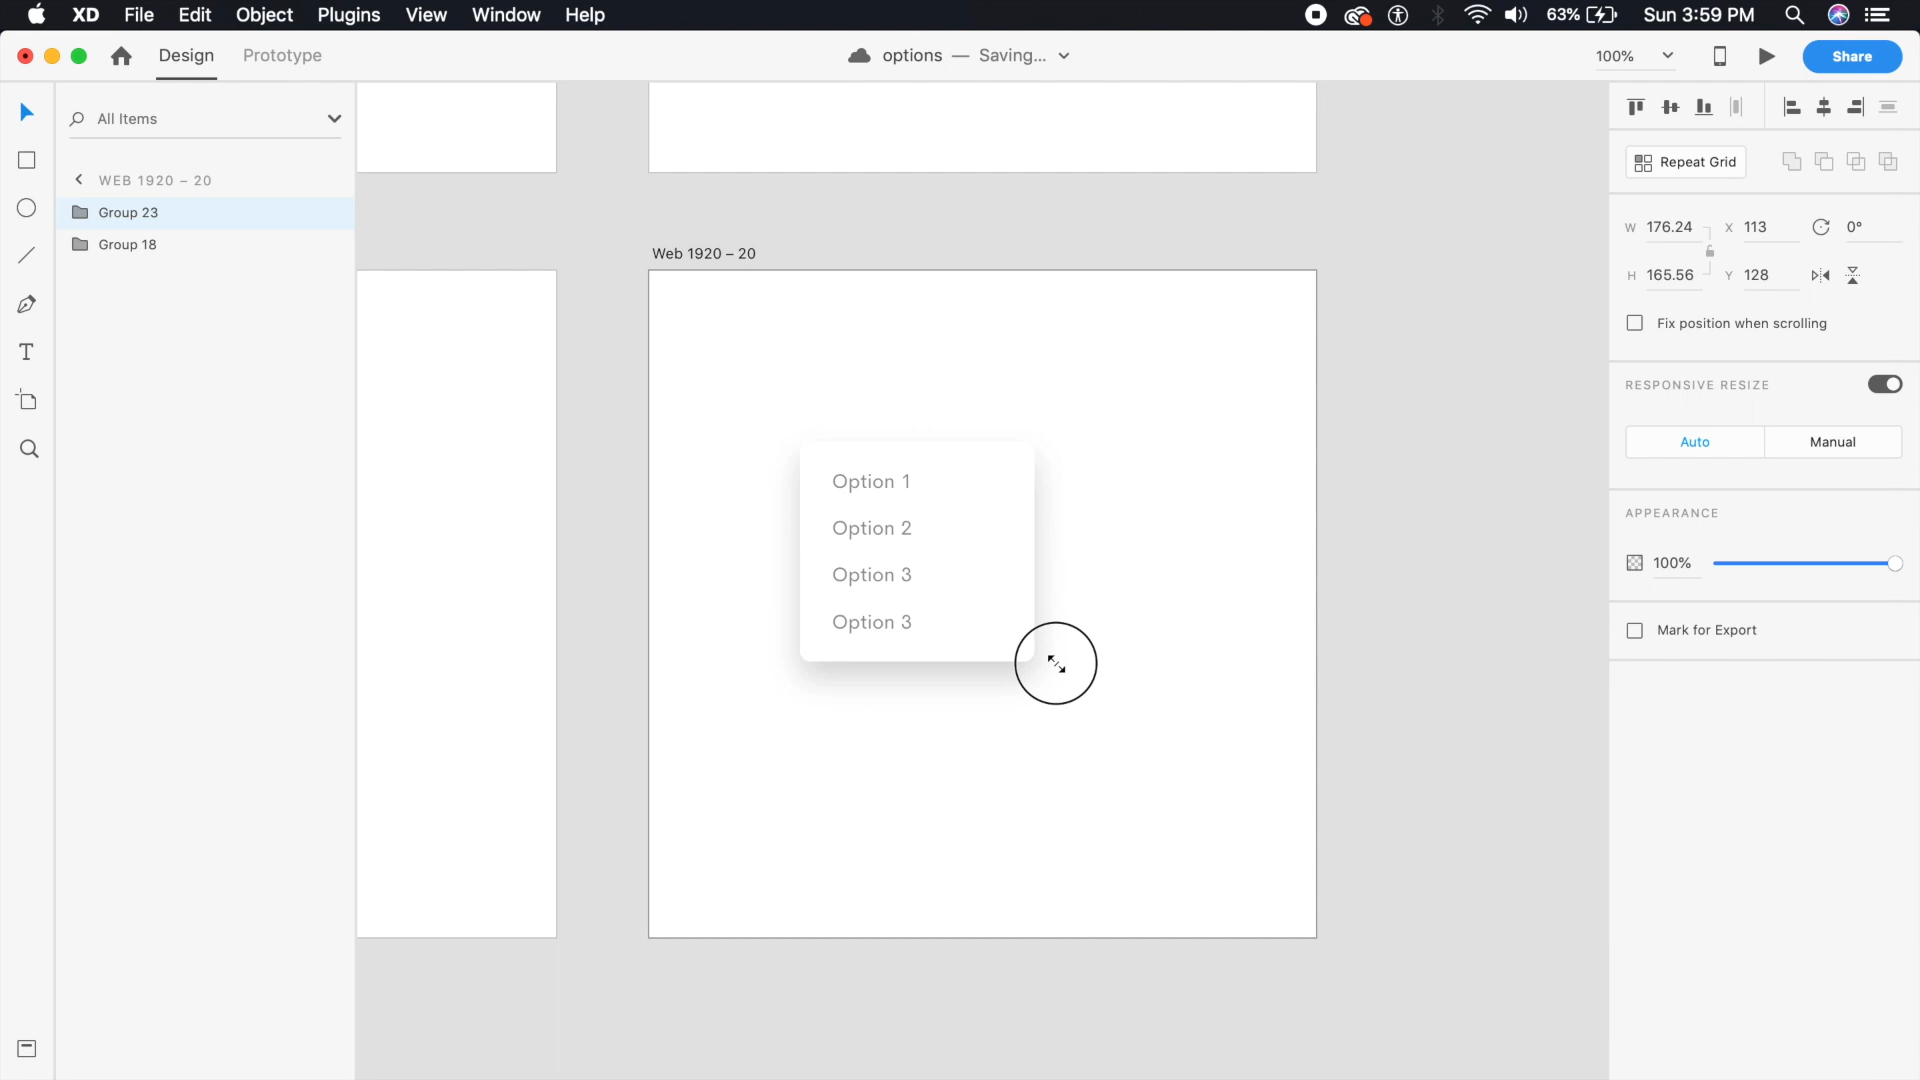 XD File Edit Object Plugins View Window Help
63% Sun 3:59 PM
Design Prototype
options — Saving...
100%
Share
All Items
WEB 1920 – 20
Group 23
Group 18
Web 1920 – 20
Option 1
Option 2
Option 3
Option 3
Repeat Grid
W 176.24 X 113 0°
H 165.56 Y 128
Fix position when scrolling
RESPONSIVE RESIZE
Auto Manual
APPEARANCE
100%
Mark for Export